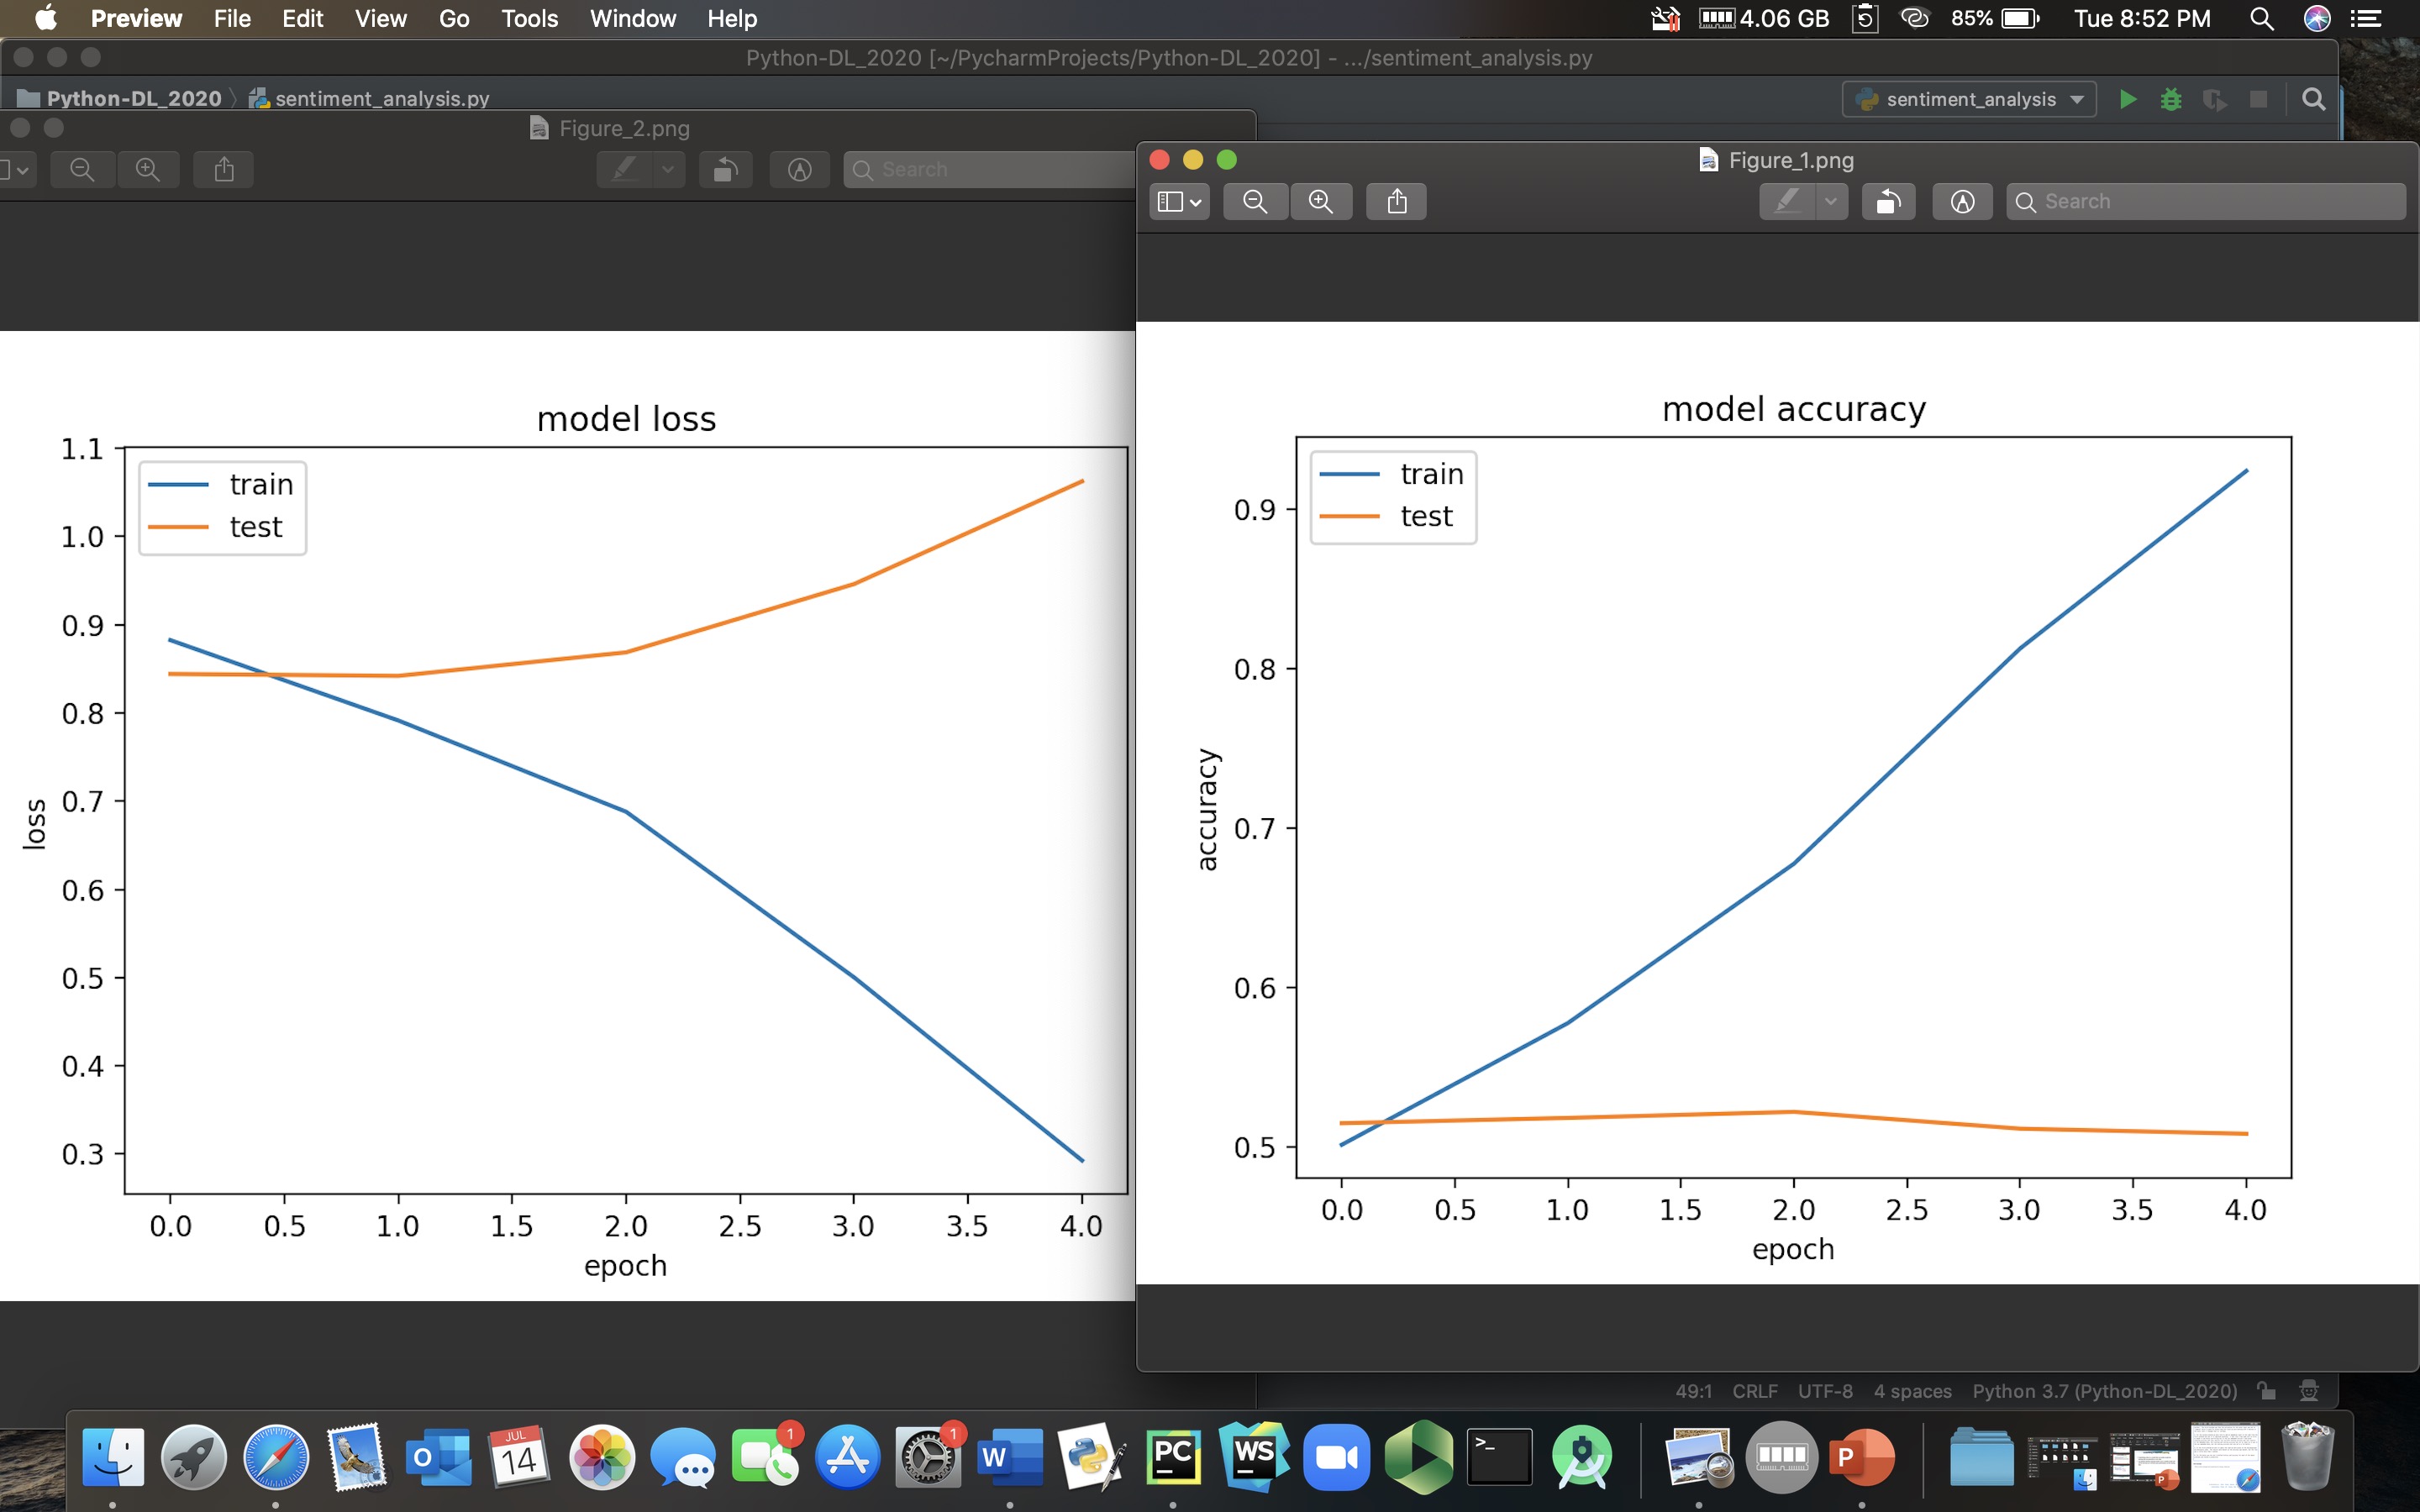 Preview File Edit View Go Tools Window Help 4.06 GB 85% Tue 8:52 PM
Python-DL_2020 [~/PycharmProjects/Python-DL_2020] - .../sentiment_analysis.py
Python-DL_2020 sentiment_analysis.py sentiment_analysis
Figure_2.png
Search
Figure_1.png
Search
model loss
1.1
1.0
0.9
0.8
0.7
0.6
0.5
0.4
0.3
loss
train
test
0.0 0.5 1.0 1.5 2.0 2.5 3.0 3.5 4.0
epoch
model accuracy
0.9
0.8
0.7
0.6
0.5
accuracy
train
test
0.0 0.5 1.0 1.5 2.0 2.5 3.0 3.5 4.0
epoch
49:1 CRLF UTF-8 4 spaces Python 3.7 (Python-DL_2020)
O
JUL
14
1
1
W
PC
WS
>_
P
P